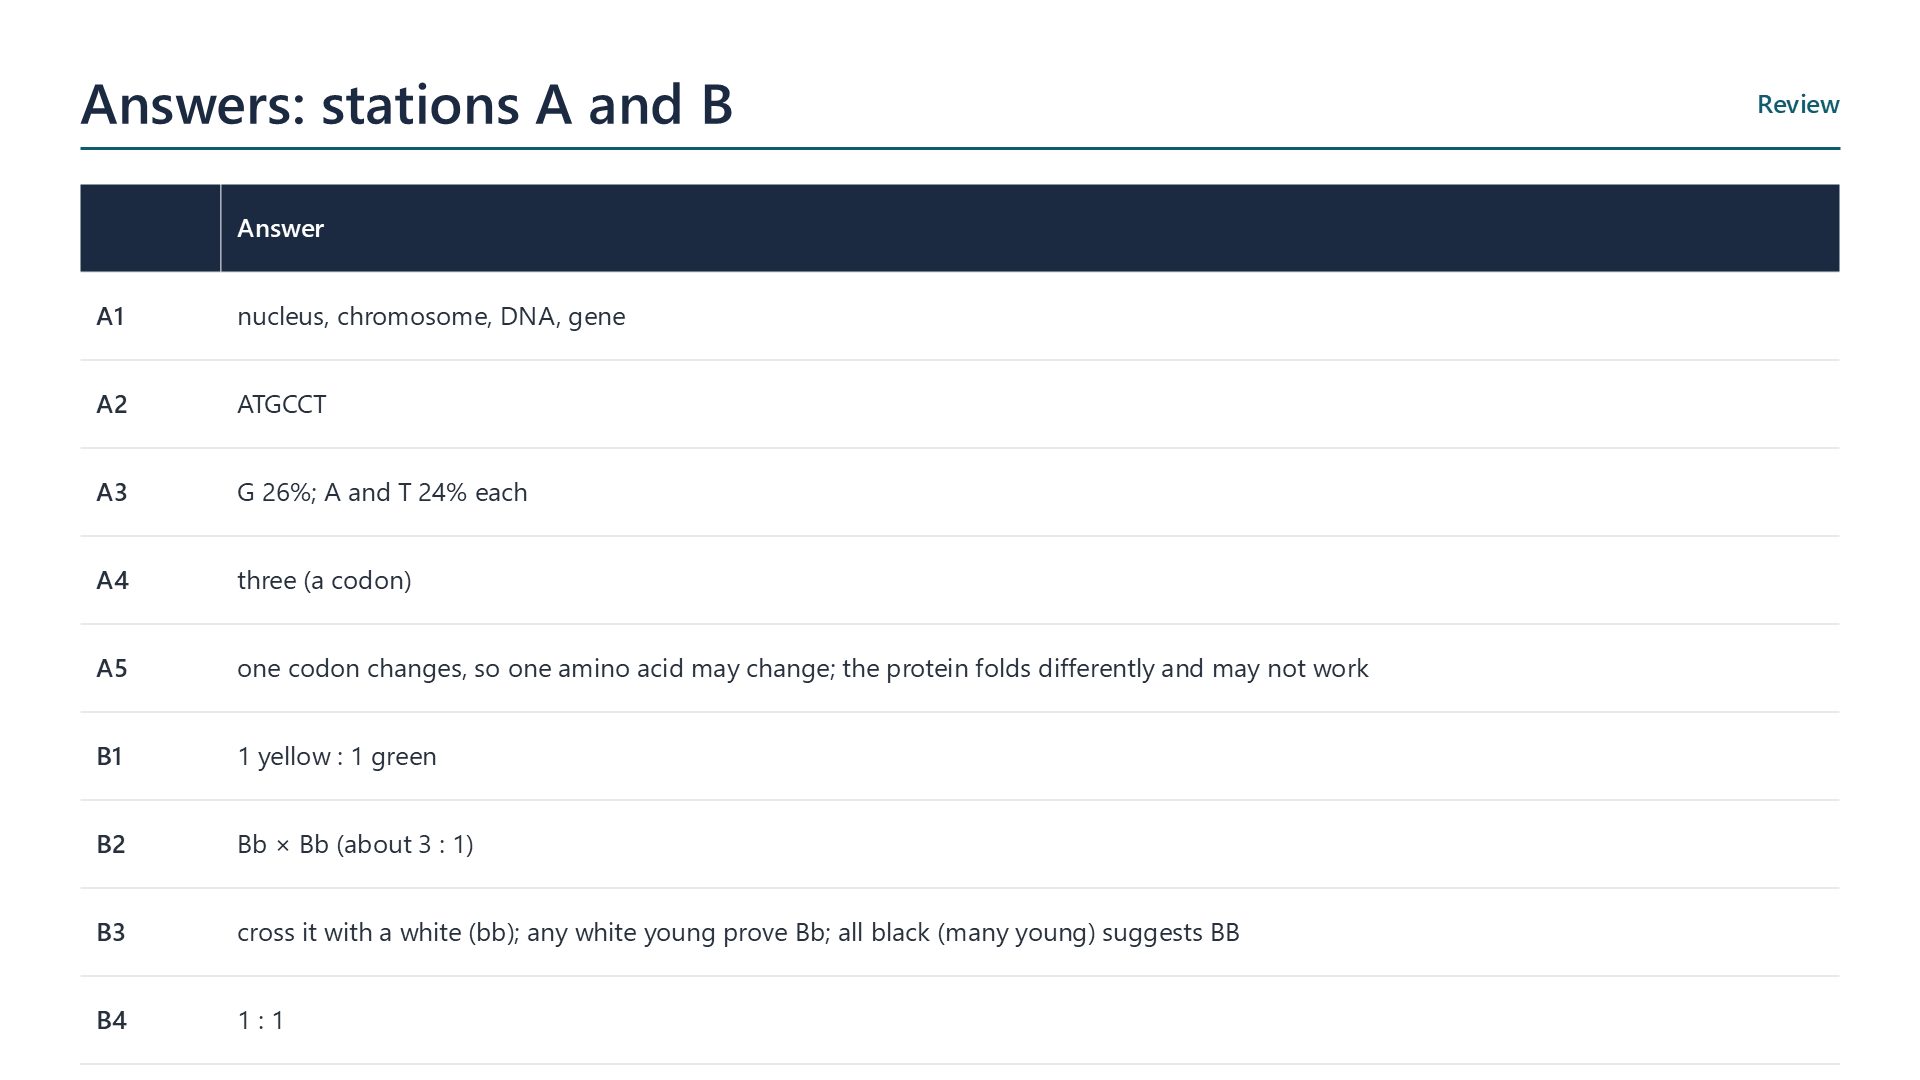 Answers: stations A and B
Review
Answer
A1 nucleus, chromosome, DNA, gene
A2 ATGCCT
A3 G 26%; A and T 24% each
A4 three (a codon)
A5 one codon changes, so one amino acid may change; the protein folds differently and may not work
B1 1 yellow : 1 green
B2 Bb × Bb (about 3 : 1)
B3 cross it with a white (bb); any white young prove Bb; all black (many young) suggests BB
B4 1 : 1